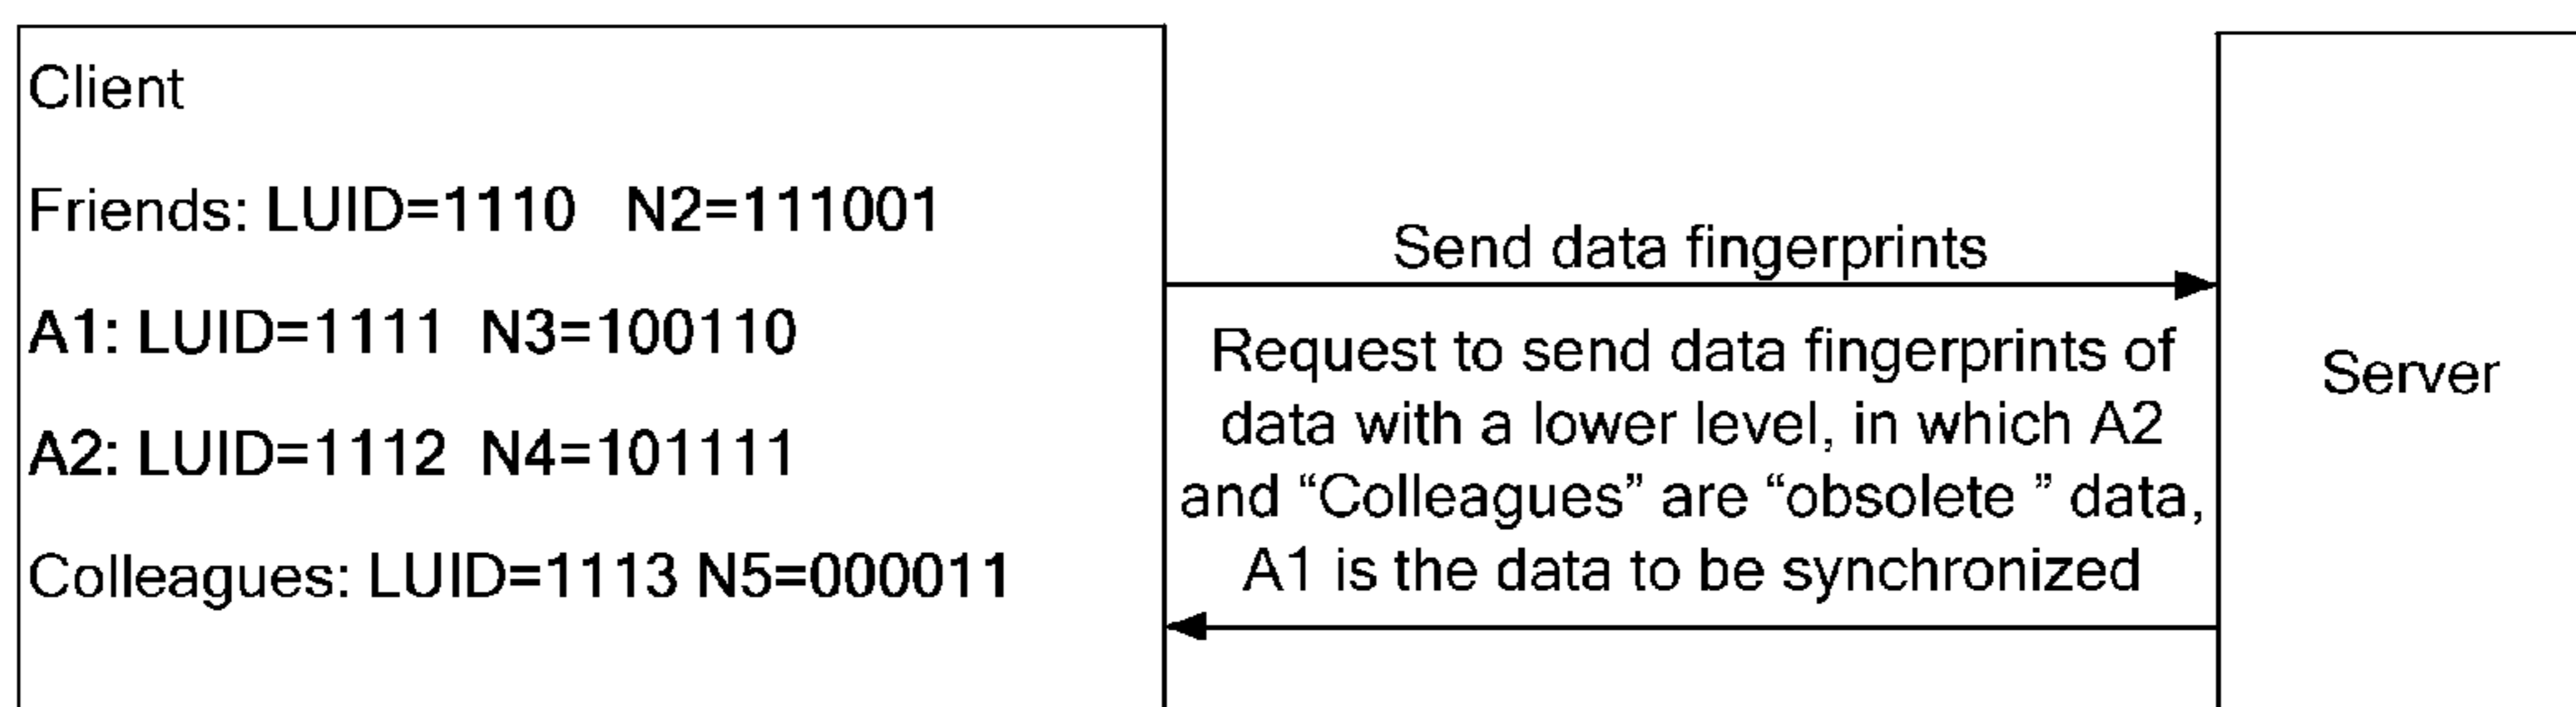 Client
Friends: LUID=1110 N2=111001
A1: LUID=1111 N3=100110
A2: LUID=1112 N4=101111
Colleagues: LUID=1113 N5=000011
Send data fingerprints
Request to send data fingerprints of
data with a lower level, in which A2
and “Colleagues” are “obsolete ” data,
A1 is the data to be synchronized
Server